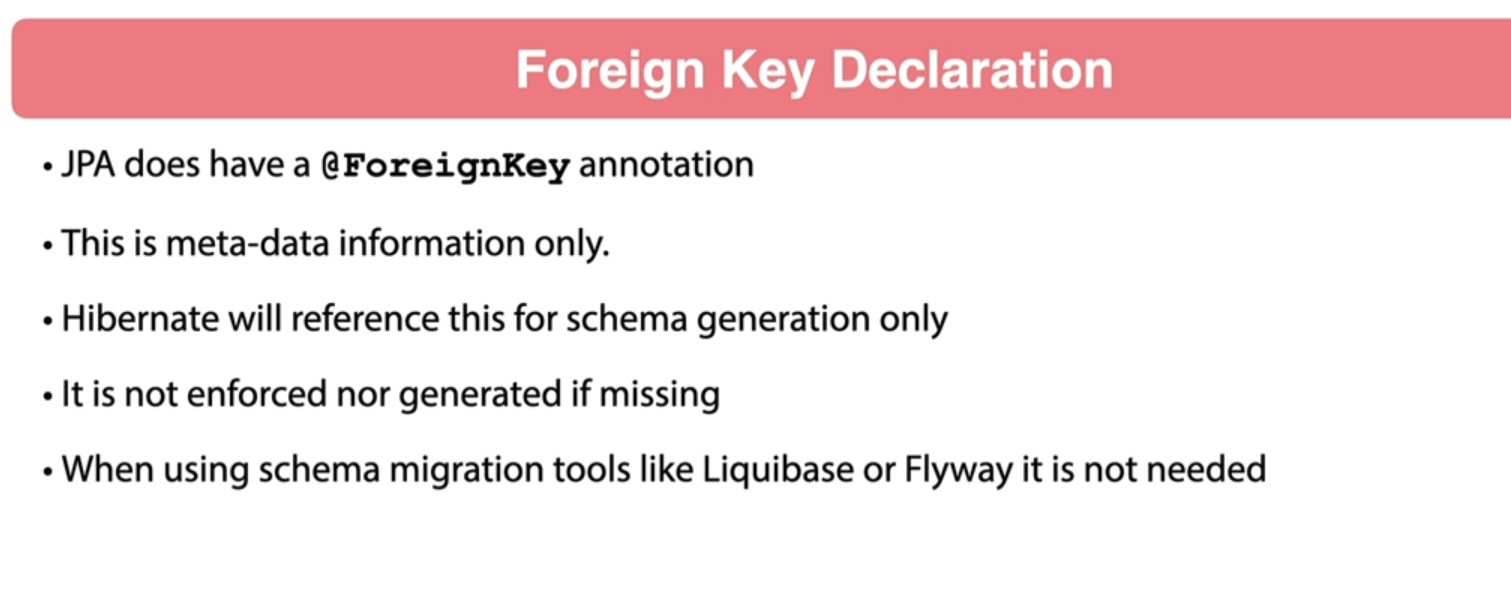 Foreign Key Declaration
• JPA does have a @ForeignKey annotation
• This is meta-data information only.
• Hibernate will reference this for schema generation only
• It is not enforced nor generated if missing
• When using schema migration tools like Liquibase or Flyway it is not needed